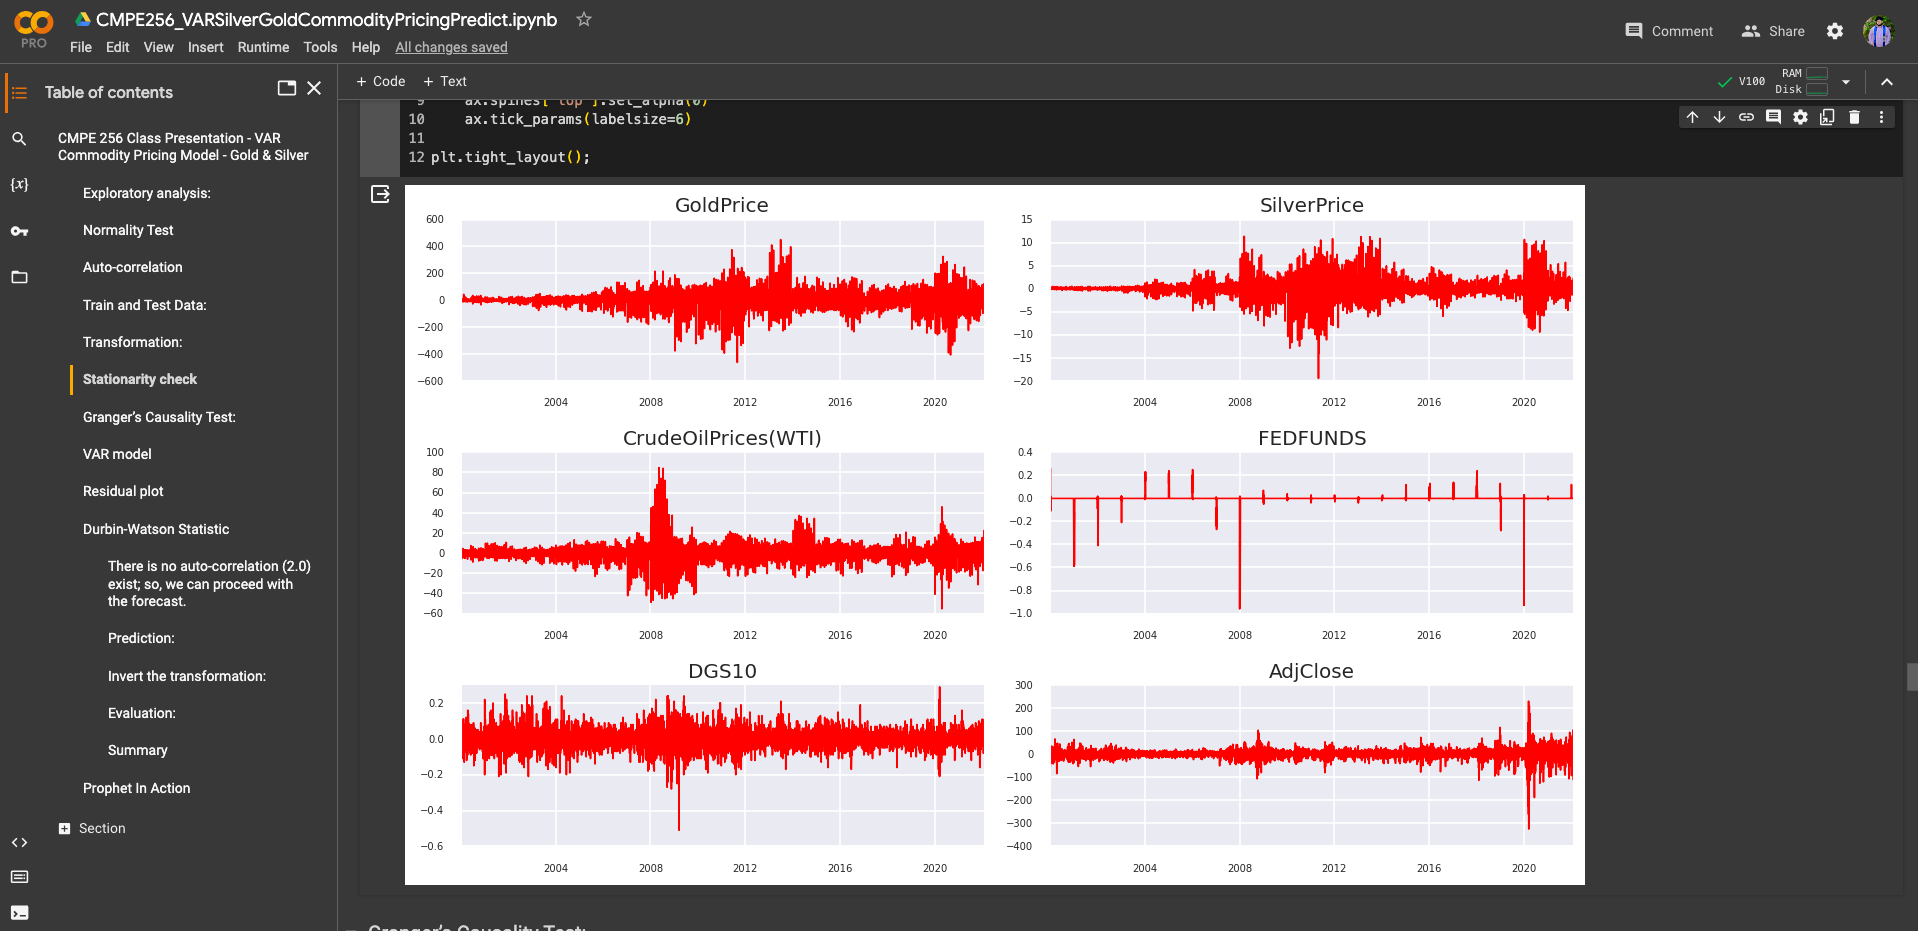 CMPE256_VARSilverGoldCommodityPricingPredict.ipynb
PRO
File Edit View Insert Runtime Tools Help All changes saved
Comment Share
Table of contents
CMPE 256 Class Presentation - VAR
Commodity Pricing Model - Gold & Silver
Exploratory analysis:
Normality Test
Auto-correlation
Train and Test Data:
Transformation:
Stationarity check
Granger's Causality Test:
VAR model
Residual plot
Durbin-Watson Statistic
There is no auto-correlation (2.0)
exist; so, we can proceed with
the forecast.
Prediction:
Invert the transformation:
Evaluation:
Summary
Prophet In Action
Section
{x}
+ Code + Text
V100 RAM
Disk
9 ax.spines['top'].set_alpha(0)
10 ax.tick_params(labelsize=6)
11
12 plt.tight_layout();
GoldPrice
600
400
200
0
−200
−400
−600
2004 2008 2012 2016 2020
SilverPrice
15
10
5
0
−5
−10
−15
−20
2004 2008 2012 2016 2020
CrudeOilPrices(WTI)
100
80
60
40
20
0
−20
−40
−60
2004 2008 2012 2016 2020
FEDFUNDS
0.4
0.2
0.0
−0.2
−0.4
−0.6
−0.8
−1.0
2004 2008 2012 2016 2020
DGS10
0.2
0.0
−0.2
−0.4
−0.6
2004 2008 2012 2016 2020
AdjClose
300
200
100
0
−100
−200
−300
−400
2004 2008 2012 2016 2020
Granger's Causality Test: